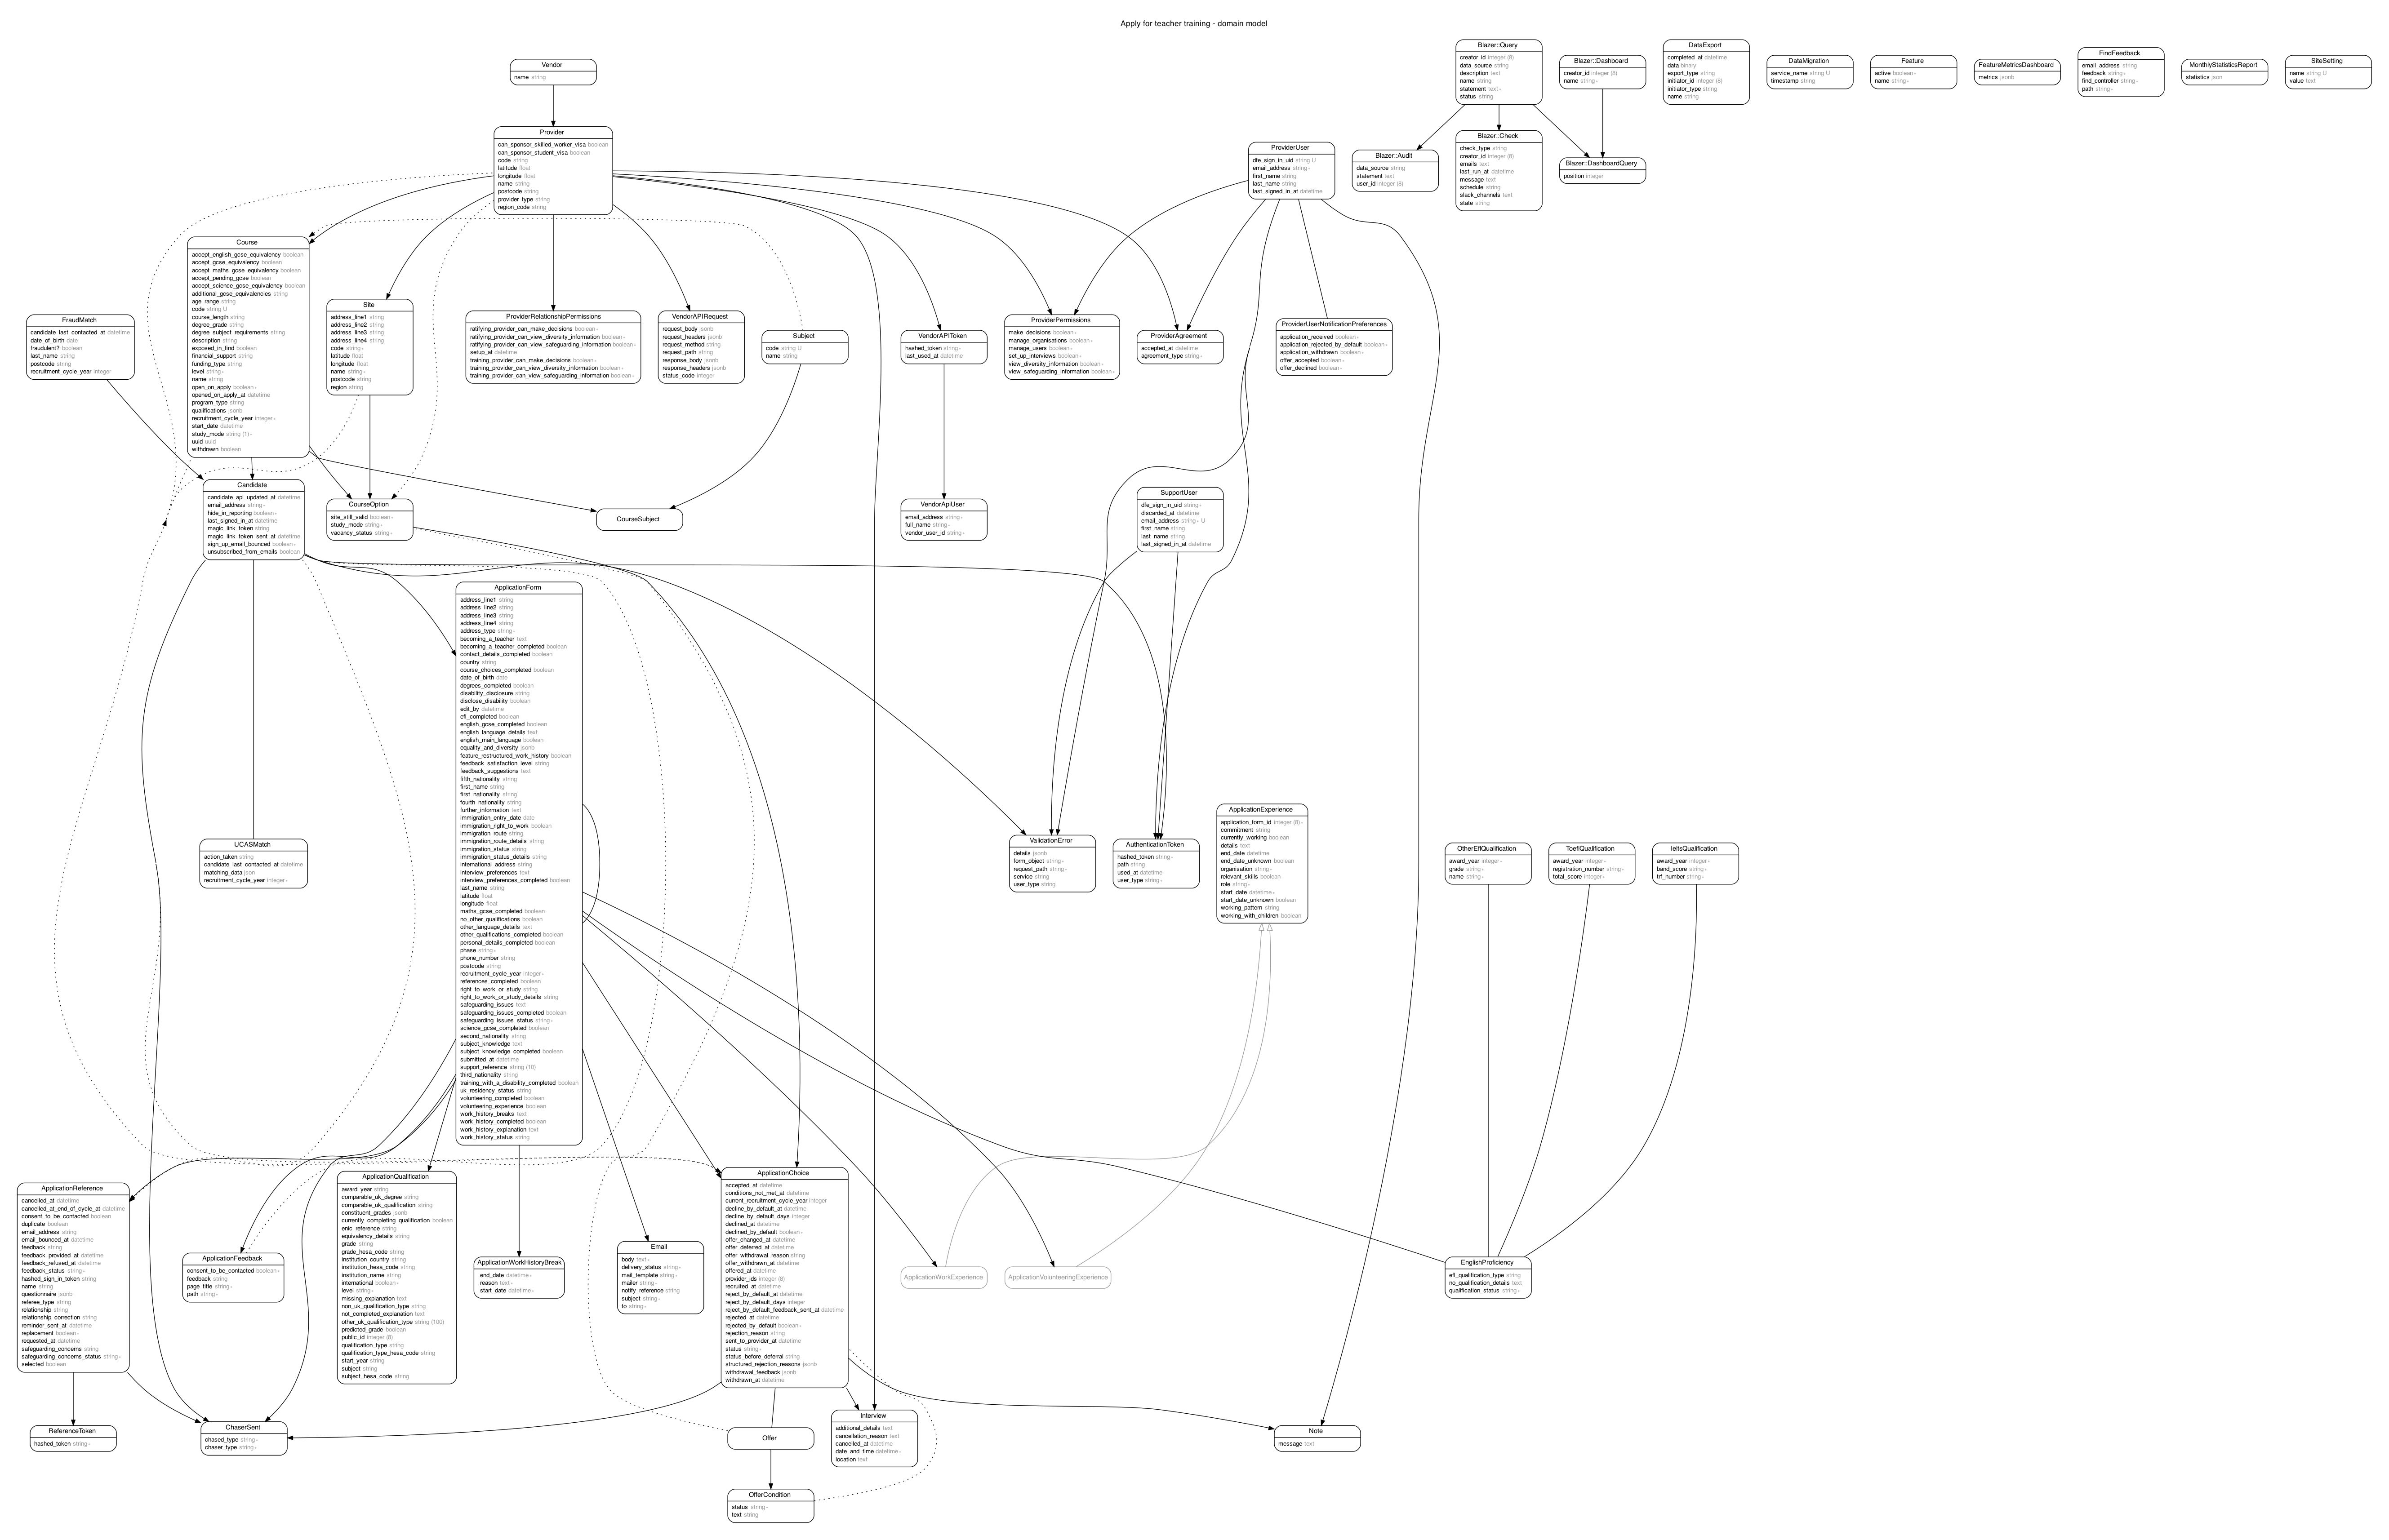 Apply for teacher training - domain model
Vendor
name string
Blazer::Query
creator_id integer (8)
data_source string
description text
name string
statement text ∗
status string
Blazer::Dashboard
creator_id integer (8)
name string ∗
DataExport
completed_at datetime
data binary
export_type string
initiator_id integer (8)
initiator_type string
name string
DataMigration
service_name string U
timestamp string
Feature
active boolean ∗
name string ∗
FeatureMetricsDashboard
metrics jsonb
FindFeedback
email_address string
feedback string ∗
find_controller string ∗
path string ∗
MonthlyStatisticsReport
statistics json
SiteSetting
name string U
value text
Provider
can_sponsor_skilled_worker_visa boolean
can_sponsor_student_visa boolean
code string
latitude float
longitude float
name string
postcode string
provider_type string
region_code string
ProviderUser
dfe_sign_in_uid string U
email_address string ∗
first_name string
last_name string
last_signed_in_at datetime
Blazer::Audit
data_source string
statement text
user_id integer (8)
Blazer::Check
check_type string
creator_id integer (8)
emails text
last_run_at datetime
message text
schedule string
slack_channels text
state string
Blazer::DashboardQuery
position integer
Course
accept_english_gcse_equivalency boolean
accept_gcse_equivalency boolean
accept_maths_gcse_equivalency boolean
accept_pending_gcse boolean
accept_science_gcse_equivalency boolean
additional_gcse_equivalencies string
age_range string
code string U
course_length string
degree_grade string
degree_subject_requirements string
description string
exposed_in_find boolean
financial_support string
funding_type string
level string ∗
name string
open_on_apply boolean ∗
opened_on_apply_at datetime
program_type string
qualifications jsonb
recruitment_cycle_year integer ∗
start_date datetime
study_mode string (1) ∗
uuid uuid
withdrawn boolean
FraudMatch
candidate_last_contacted_at datetime
date_of_birth date
fraudulent? boolean
last_name string
postcode string
recruitment_cycle_year integer
Site
address_line1 string
address_line2 string
address_line3 string
address_line4 string
code string ∗
latitude float
longitude float
name string ∗
postcode string
region string
ProviderRelationshipPermissions
ratifying_provider_can_make_decisions boolean ∗
ratifying_provider_can_view_diversity_information boolean ∗
ratifying_provider_can_view_safeguarding_information boolean ∗
setup_at datetime
training_provider_can_make_decisions boolean ∗
training_provider_can_view_diversity_information boolean ∗
training_provider_can_view_safeguarding_information boolean ∗
VendorAPIRequest
request_body jsonb
request_headers jsonb
request_method string
request_path string
response_body jsonb
response_headers jsonb
status_code integer
Subject
code string U
name string
VendorAPIToken
hashed_token string ∗
last_used_at datetime
ProviderPermissions
make_decisions boolean ∗
manage_organisations boolean ∗
manage_users boolean ∗
set_up_interviews boolean ∗
view_diversity_information boolean ∗
view_safeguarding_information boolean ∗
ProviderAgreement
accepted_at datetime
agreement_type string ∗
ProviderUserNotificationPreferences
application_received boolean ∗
application_rejected_by_default boolean ∗
application_withdrawn boolean ∗
offer_accepted boolean ∗
offer_declined boolean ∗
Candidate
candidate_api_updated_at datetime
email_address string ∗
hide_in_reporting boolean ∗
last_signed_in_at datetime
magic_link_token string
magic_link_token_sent_at datetime
sign_up_email_bounced boolean ∗
unsubscribed_from_emails boolean
CourseOption
site_still_valid boolean ∗
study_mode string ∗
vacancy_status string ∗
CourseSubject
VendorApiUser
email_address string ∗
full_name string ∗
vendor_user_id string ∗
SupportUser
dfe_sign_in_uid string ∗
discarded_at datetime
email_address string ∗ U
first_name string
last_name string
last_signed_in_at datetime
ApplicationForm
address_line1 string
address_line2 string
address_line3 string
address_line4 string
address_type string ∗
becoming_a_teacher text
becoming_a_teacher_completed boolean
contact_details_completed boolean
country string
course_choices_completed boolean
date_of_birth date
degrees_completed boolean
disability_disclosure string
disclose_disability boolean
edit_by datetime
efl_completed boolean
english_gcse_completed boolean
english_language_details text
english_main_language boolean
equality_and_diversity jsonb
feature_restructured_work_history boolean
feedback_satisfaction_level string
feedback_suggestions text
fifth_nationality string
first_name string
first_nationality string
fourth_nationality string
further_information text
immigration_entry_date date
immigration_right_to_work boolean
immigration_route string
immigration_route_details string
immigration_status string
immigration_status_details string
international_address string
interview_preferences text
interview_preferences_completed boolean
last_name string
latitude float
longitude float
maths_gcse_completed boolean
no_other_qualifications boolean
other_language_details text
other_qualifications_completed boolean
personal_details_completed boolean
phase string ∗
phone_number string
postcode string
recruitment_cycle_year integer ∗
references_completed boolean
right_to_work_or_study string
right_to_work_or_study_details string
safeguarding_issues text
safeguarding_issues_completed boolean
safeguarding_issues_status string ∗
science_gcse_completed boolean
second_nationality string
subject_knowledge text
subject_knowledge_completed boolean
submitted_at datetime
support_reference string (10)
third_nationality string
training_with_a_disability_completed boolean
uk_residency_status string
volunteering_completed boolean
volunteering_experience boolean
work_history_breaks text
work_history_completed boolean
work_history_explanation text
work_history_status string
UCASMatch
action_taken string
candidate_last_contacted_at datetime
matching_data json
recruitment_cycle_year integer ∗
ValidationError
details jsonb
form_object string ∗
request_path string ∗
service string
user_type string
AuthenticationToken
hashed_token string ∗
path string
used_at datetime
user_type string ∗
ApplicationExperience
application_form_id integer (8) ∗
commitment string
currently_working boolean
details text
end_date datetime
end_date_unknown boolean
organisation string ∗
relevant_skills boolean
role string ∗
start_date datetime ∗
start_date_unknown boolean
working_pattern string
working_with_children boolean
OtherEflQualification
award_year integer ∗
grade string ∗
name string ∗
ToeflQualification
award_year integer ∗
registration_number string ∗
total_score integer ∗
IeltsQualification
award_year integer ∗
band_score string ∗
trf_number string ∗
ApplicationReference
cancelled_at datetime
cancelled_at_end_of_cycle_at datetime
consent_to_be_contacted boolean
duplicate boolean
email_address string
email_bounced_at datetime
feedback string
feedback_provided_at datetime
feedback_refused_at datetime
feedback_status string ∗
hashed_sign_in_token string
name string
questionnaire jsonb
referee_type string
relationship string
relationship_correction string
reminder_sent_at datetime
replacement boolean ∗
requested_at datetime
safeguarding_concerns string
safeguarding_concerns_status string ∗
selected boolean
ApplicationFeedback
consent_to_be_contacted boolean ∗
feedback string
page_title string ∗
path string ∗
ApplicationQualification
award_year string
comparable_uk_degree string
comparable_uk_qualification string
constituent_grades jsonb
currently_completing_qualification boolean
enic_reference string
equivalency_details string
grade string
grade_hesa_code string
institution_country string
institution_hesa_code string
institution_name string
international boolean ∗
level string ∗
missing_explanation text
non_uk_qualification_type string
not_completed_explanation text
other_uk_qualification_type string (100)
predicted_grade boolean
public_id integer (8)
qualification_type string
qualification_type_hesa_code string
start_year string
subject string
subject_hesa_code string
ApplicationWorkHistoryBreak
end_date datetime ∗
reason text ∗
start_date datetime ∗
Email
body text ∗
delivery_status string ∗
mail_template string ∗
mailer string ∗
notify_reference string
subject string ∗
to string ∗
ApplicationChoice
accepted_at datetime
conditions_not_met_at datetime
current_recruitment_cycle_year integer
decline_by_default_at datetime
decline_by_default_days integer
declined_at datetime
declined_by_default boolean ∗
offer_changed_at datetime
offer_deferred_at datetime
offer_withdrawal_reason string
offer_withdrawn_at datetime
offered_at datetime
provider_ids integer (8)
recruited_at datetime
reject_by_default_at datetime
reject_by_default_days integer
reject_by_default_feedback_sent_at datetime
rejected_at datetime
rejected_by_default boolean ∗
rejection_reason string
sent_to_provider_at datetime
status string ∗
status_before_deferral string
structured_rejection_reasons jsonb
withdrawal_feedback jsonb
withdrawn_at datetime
ApplicationWorkExperience
ApplicationVolunteeringExperience
EnglishProficiency
efl_qualification_type string
no_qualification_details text
qualification_status string ∗
ReferenceToken
hashed_token string ∗
ChaserSent
chased_type string ∗
chaser_type string ∗
Offer
Interview
additional_details text
cancellation_reason text
cancelled_at datetime
date_and_time datetime ∗
location text
Note
message text
OfferCondition
status string ∗
text string